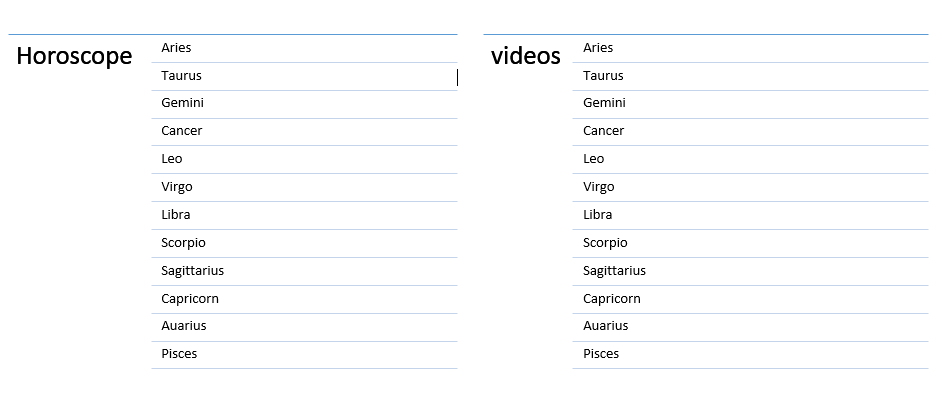 Horoscope
Aries
Taurus
Gemini
Cancer
Leo
Virgo
Libra
Scorpio
Sagittarius
Capricorn
Auarius
Pisces
videos
Aries
Taurus
Gemini
Cancer
Leo
Virgo
Libra
Scorpio
Sagittarius
Capricorn
Auarius
Pisces